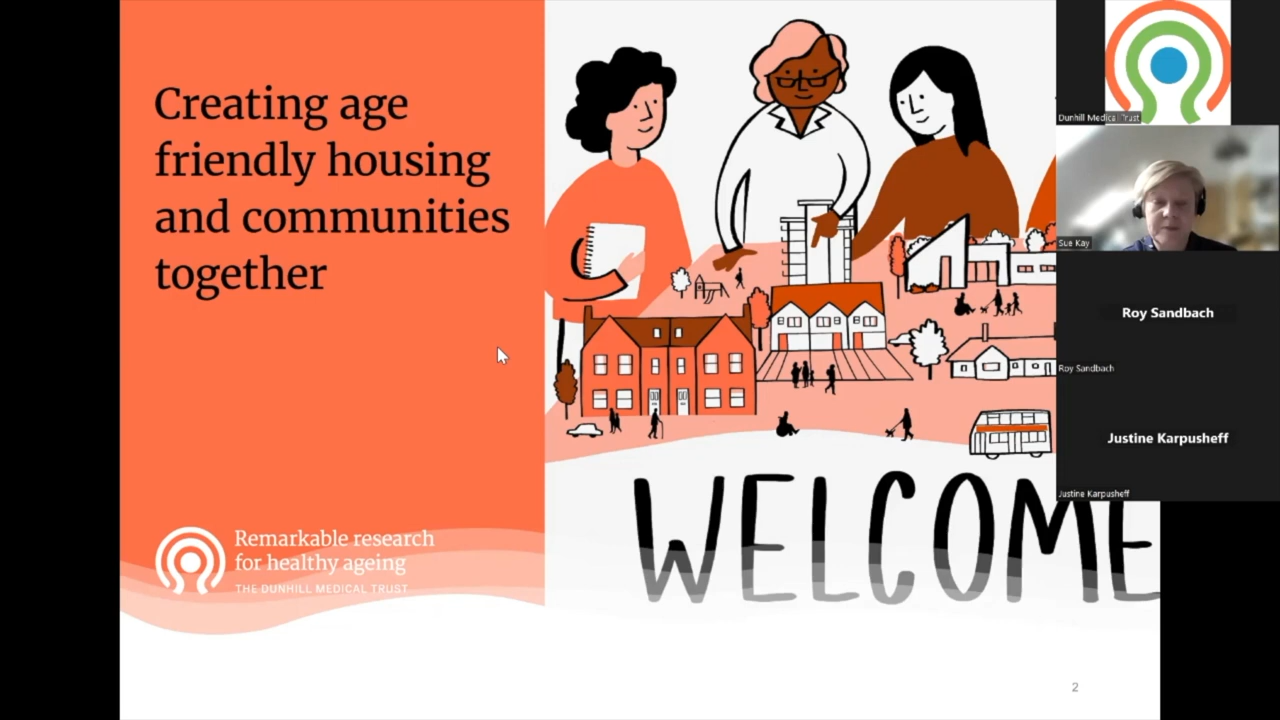 Creating age
friendly housing
and communities
together
Remarkable research
for healthy ageing
THE DUNHILL MEDICAL TRUST
WELCOME
2
Dunhill Medical Trust
Sue Kay
Roy Sandbach
Roy Sandbach
Justine Karpusheff
Justine Karpusheff